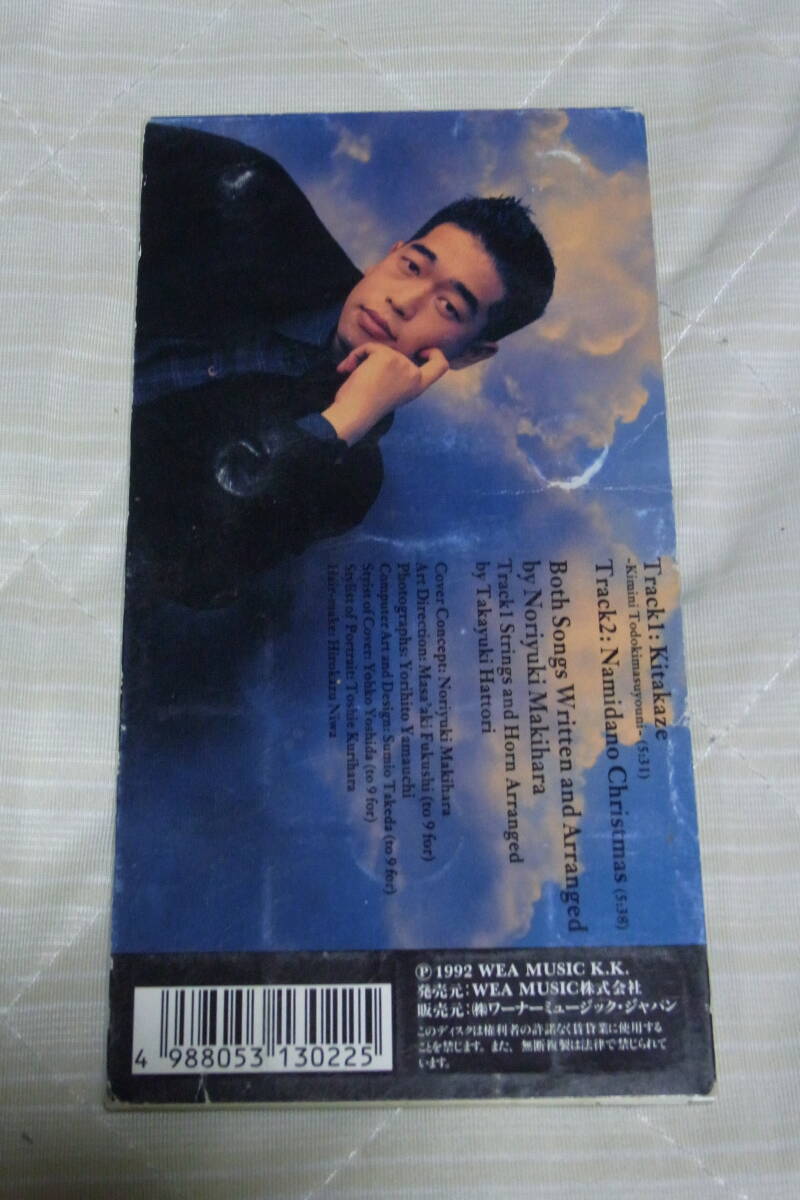 Track1: Kitakaze
-Kimini Todokimasuyouni- (5:31)
Track2: Namidano Christmas (5:38)
Both Songs Written and Arranged
by Noriyuki Makihara
Track1 Strings and Horn Arranged
by Takayuki Hattori
Cover Concept: Noriyuki Makihara
Art Direction: Masa'aki Fukushi (to 9 for)
Photographs: Yorihito Yamauchi
Computer Art and Design: Sumio Takeda (to 9 for)
Stylist of Cover: Yohko Yoshida (to 9 for)
Stylist of Portrait: Toshie Kurihara
Hair-make: Hirokazu Niwa
℗ 1992 WEA MUSIC K.K.
発売元:WEA MUSIC株式会社
販売元:(株)ワーナーミュージック・ジャパン
このディスクは権利者の許諾なく賃貸業に使用する
ことを禁じます。また、無断複製は法律で禁じられて
います。
4 988053 130225